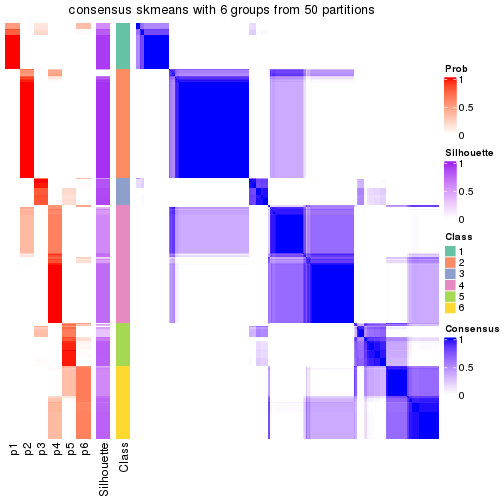 consensus skmeans with 6 groups from 50 partitions
Prob
1
0.5
0
Silhouette
1
0.5
0
Class
1
2
3
4
5
6
Consensus
1
0.5
0
p1
p2
p3
p4
p5
p6
Silhouette
Class